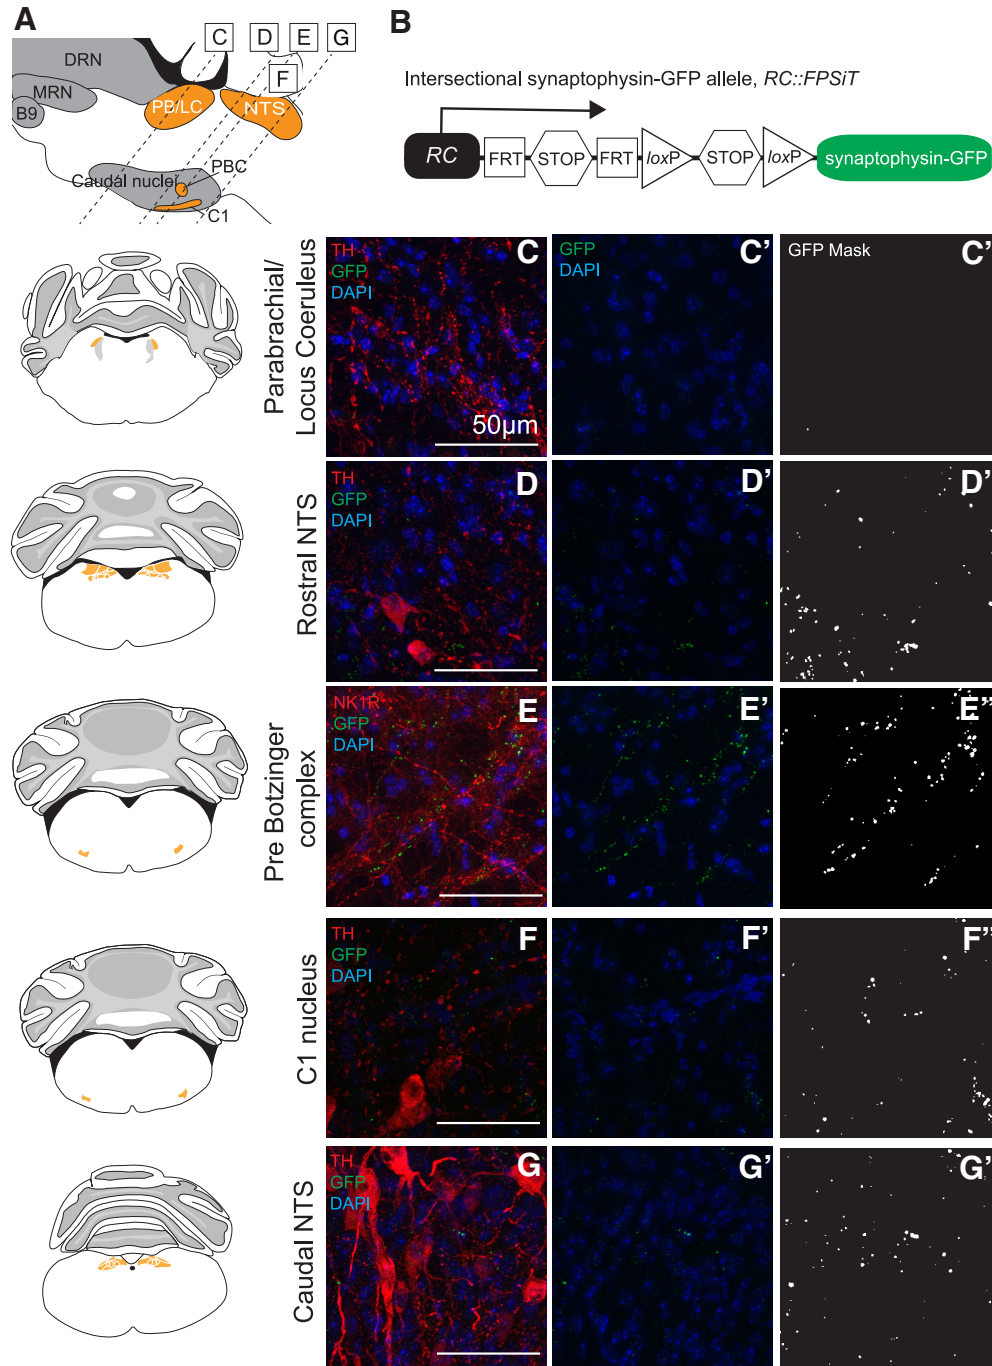 A
B
C
D
E
G
F
DRN
MRN
B9
PB/LC
NTS
PBC
Caudal nuclei
C1
Intersectional synaptophysin-GFP allele, RC::FPSiT
RC
FRT
STOP
FRT
loxP
STOP
loxP
synaptophysin-GFP
Parabrachial/
Locus Coeruleus
TH
GFP
DAPI
C
50µm
GFP
DAPI
C'
GFP Mask
C'
Rostral NTS
TH
GFP
DAPI
D
D'
D'
Pre Botzinger
complex
NK1R
GFP
DAPI
E
E'
E"
C1 nucleus
TH
GFP
DAPI
F
F'
F"
Caudal NTS
TH
GFP
DAPI
G
G'
G'